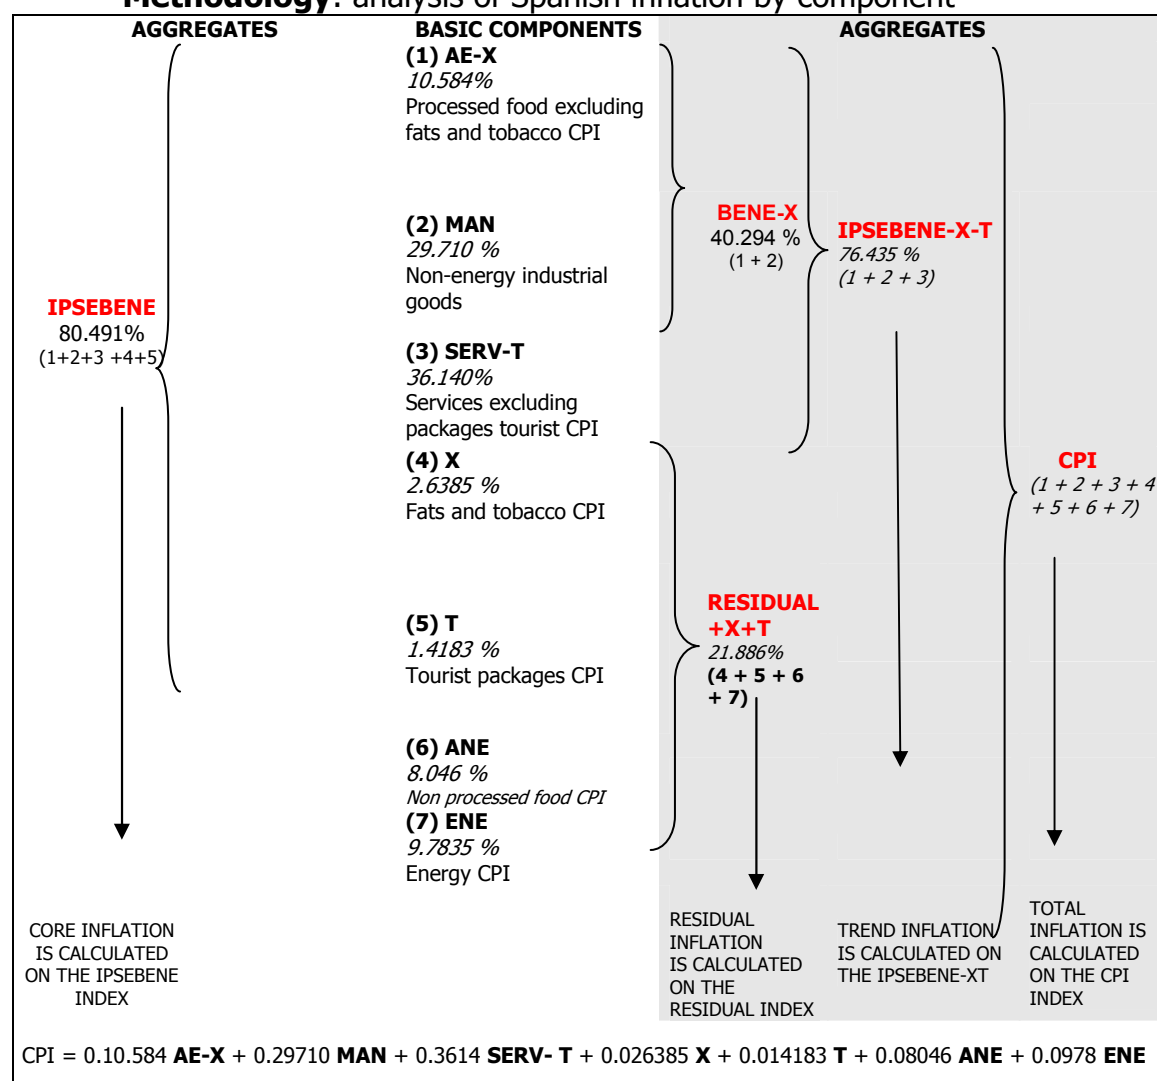 Methodology: analysis of Spanish inflation by component
AGGREGATES
BASIC COMPONENTS
AGGREGATES
(1) AE-X
10.584%
Processed food excluding
fats and tobacco CPI
(2) MAN
29.710 %
Non-energy industrial
goods
BENE-X
40.294 %
(1 + 2)
IPSEBENE-X-T
76.435 %
(1 + 2 + 3)
IPSEBENE
80.491%
(1+2+3 +4+5)
(3) SERV-T
36.140%
Services excluding
packages tourist CPI
(4) X
2.6385 %
Fats and tobacco CPI
CPI
(1 + 2 + 3 + 4
+ 5 + 6 + 7)
(5) T
1.4183 %
Tourist packages CPI
RESIDUAL
+X+T
21.886%
(4 + 5 + 6
+ 7)
(6) ANE
8.046 %
Non processed food CPI
(7) ENE
9.7835 %
Energy CPI
CORE INFLATION
IS CALCULATED
ON THE IPSEBENE
INDEX
RESIDUAL
INFLATION
IS CALCULATED
ON THE
RESIDUAL INDEX
TREND INFLATION
IS CALCULATED ON
THE IPSEBENE-XT
TOTAL
INFLATION IS
CALCULATED
ON THE CPI
INDEX
CPI = 0.10.584 AE-X + 0.29710 MAN + 0.3614 SERV- T + 0.026385 X + 0.014183 T + 0.08046 ANE + 0.0978 ENE